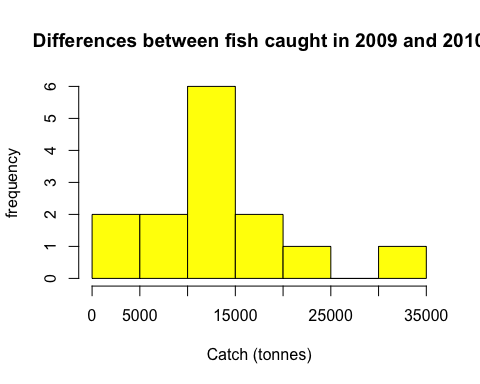 Differences between fish caught in 2009 and 2010
6
5
4
3
2
1
0
frequency
0 5000 15000 25000 35000
Catch (tonnes)